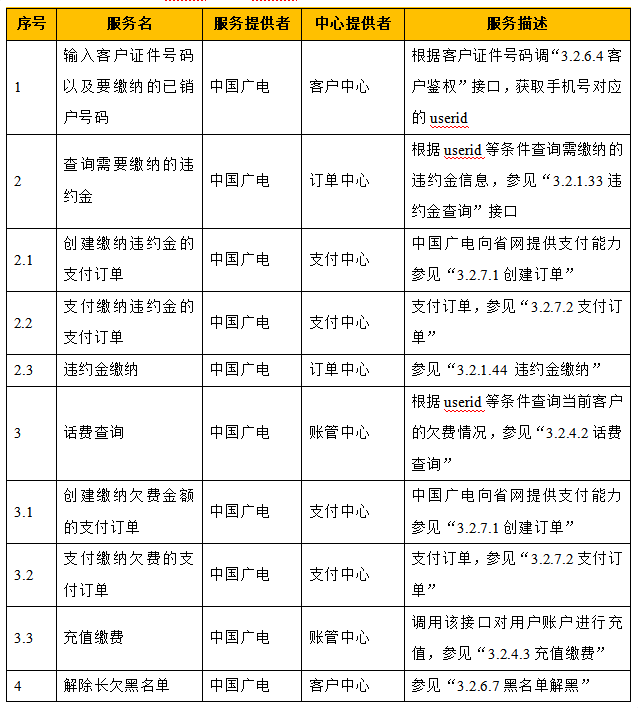 序号 服务名 服务提供者 中心提供者 服务描述
1 输入客户证件号码以及要缴纳的已销户号码 中国广电 客户中心 根据客户证件号码调“3.2.6.4客户鉴权”接口，获取手机号对应的userid
2 查询需要缴纳的违约金 中国广电 订单中心 根据userid等条件查询需缴纳的违约金信息，参见“3.2.1.33违约金查询”接口
2.1 创建缴纳违约金的支付订单 中国广电 支付中心 中国广电向省网提供支付能力参见“3.2.7.1创建订单”
2.2 支付缴纳违约金的支付订单 中国广电 支付中心 支付订单，参见“3.2.7.2支付订单”
2.3 违约金缴纳 中国广电 订单中心 参见“3.2.1.44 违约金缴纳”
3 话费查询 中国广电 账管中心 根据userid等条件查询当前客户的欠费情况，参见“3.2.4.2话费查询”
3.1 创建缴纳欠费金额的支付订单 中国广电 支付中心 中国广电向省网提供支付能力参见“3.2.7.1创建订单”
3.2 支付缴纳欠费的支付订单 中国广电 支付中心 支付订单，参见“3.2.7.2支付订单”
3.3 充值缴费 中国广电 账管中心 调用该接口对用户账户进行充值，参见“3.2.4.3充值缴费”
4 解除长欠黑名单 中国广电 客户中心 参见“3.2.6.7黑名单解黑”